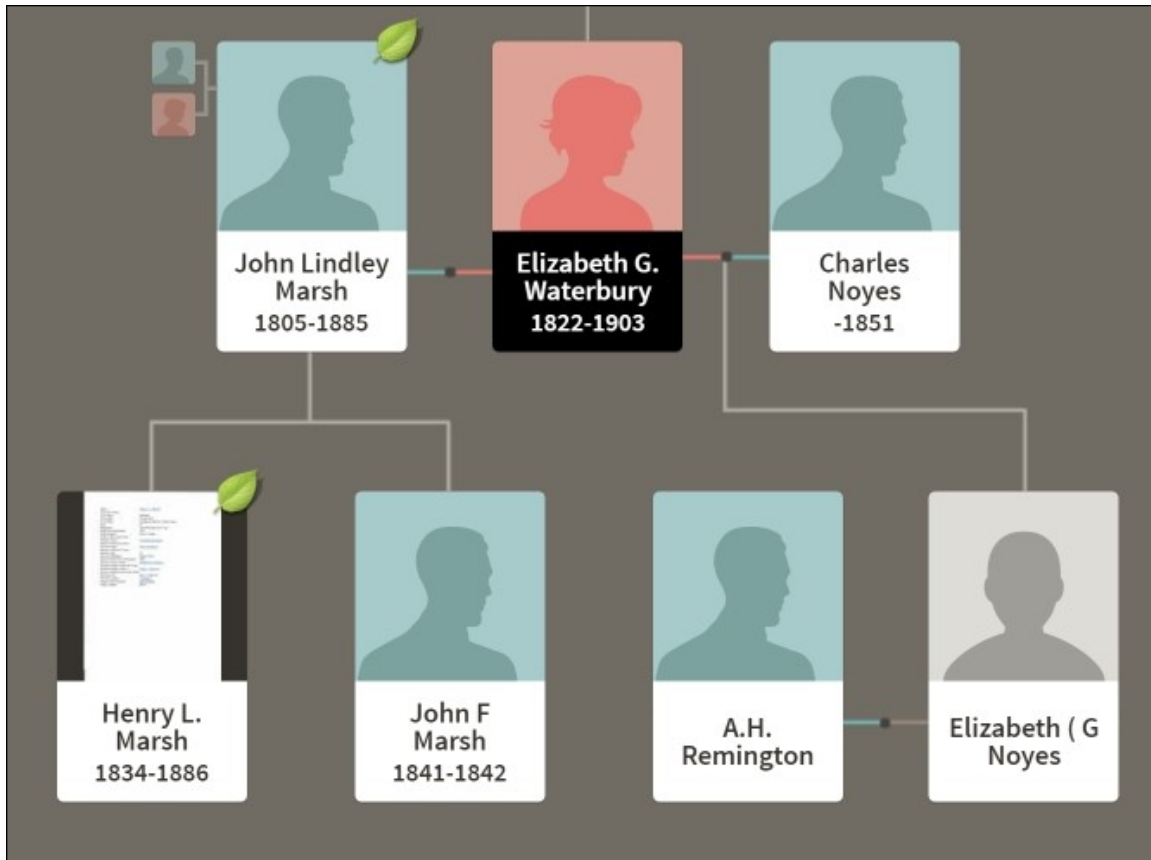 John Lindley
Marsh
1805-1885
Elizabeth G.
Waterbury
1822-1903
Charles
Noyes
-1851
Henry L.
Marsh
1834-1886
John F
Marsh
1841-1842
A.H.
Remington
Elizabeth ( G
Noyes